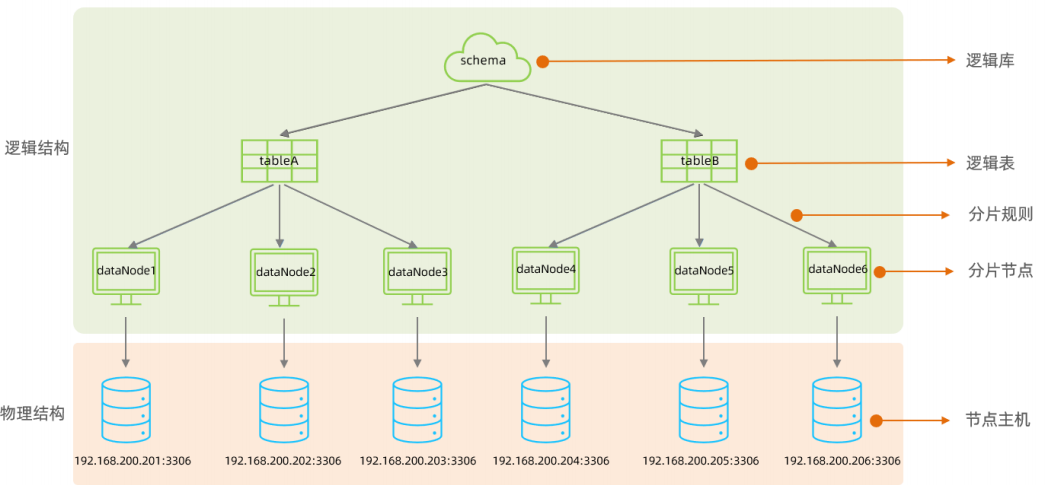 schema
逻辑库
逻辑结构
tableA
tableB
逻辑表
分片规则
dataNode1
dataNode2
dataNode3
dataNode4
dataNode5
dataNode6
分片节点
物理结构
节点主机
192.168.200.201:3306
192.168.200.202:3306
192.168.200.203:3306
192.168.200.204:3306
192.168.200.205:3306
192.168.200.206:3306